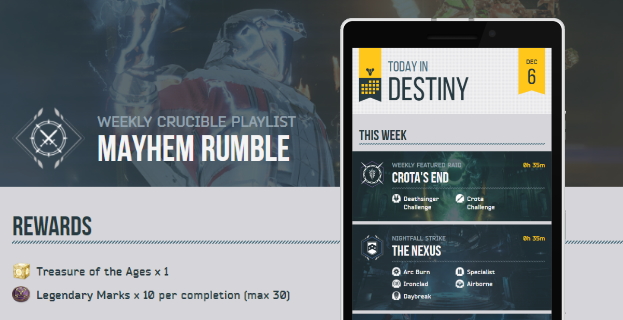 WEEKLY CRUCIBLE PLAYLIST
MAYHEM RUMBLE
REWARDS
Treasure of the Ages x 1
Legendary Marks x 10 per completion (max 30)
TODAY IN
DESTINY
DEC
6
THIS WEEK
WEEKLY FEATURED RAID
0h 35m
CROTA'S END
Deathsinger Challenge
Crota Challenge
NIGHTFALL STRIKE
0h 35m
THE NEXUS
Arc Burn
Specialist
Ironclad
Airborne
Daybreak